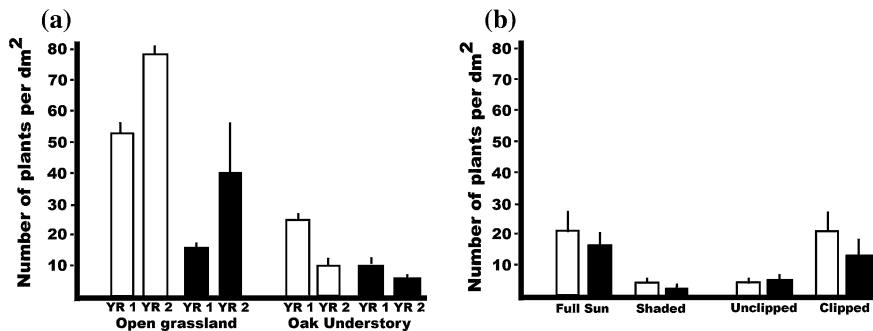 (a)
Number of plants per dm2
80
70
60
50
40
30
20
10
YR 1 YR 2 YR 1 YR 2 YR 1 YR 2 YR 1 YR 2
Open grassland Oak Understory
(b)
Number of plants per dm2
80
70
60
50
40
30
20
10
Full Sun Shaded Unclipped Clipped